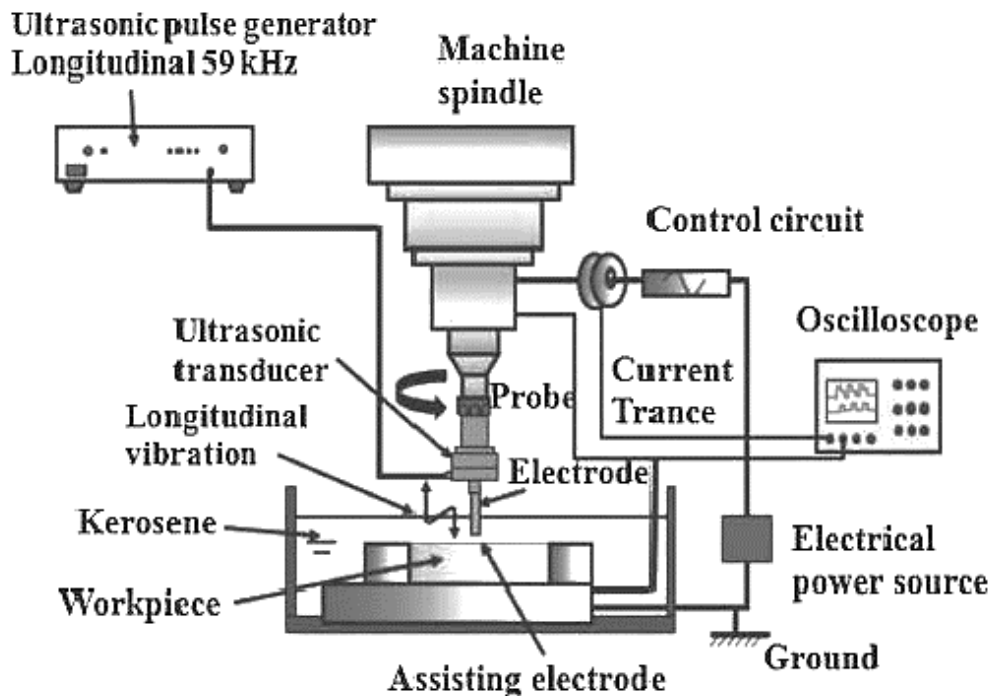 Ultrasonic pulse generator
Longitudinal 59 kHz
Machine
spindle
Control circuit
Oscilloscope
Ultrasonic
transducer
Probe
Current
Trance
Longitudinal
vibration
Electrode
Kerosene
Electrical
power source
Workpiece
Ground
Assisting electrode